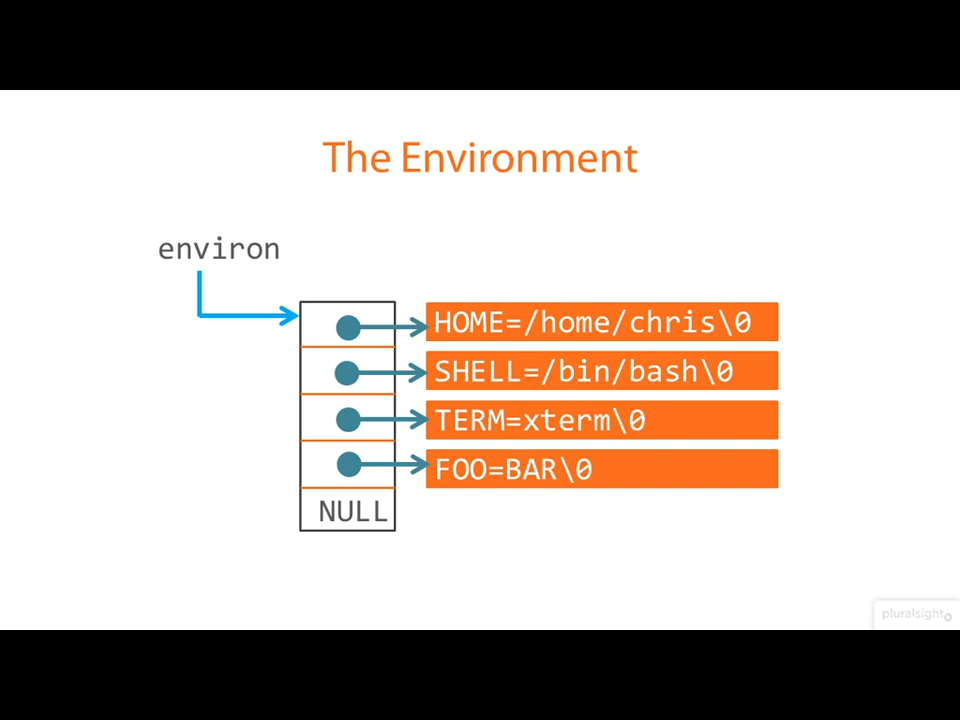 The Environment
environ
HOME=/home/chris\0
SHELL=/bin/bash\0
TERM=xterm\0
FOO=BAR\0
NULL
pluralsight